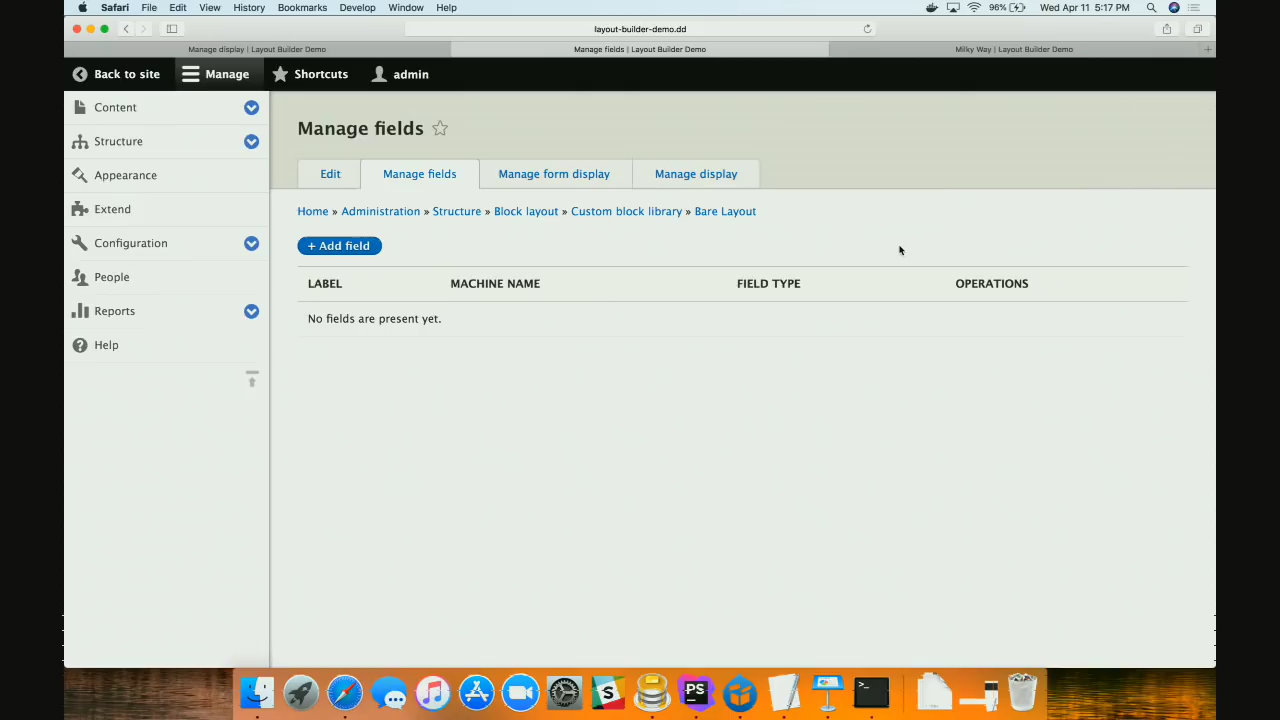 Safari File Edit View History Bookmarks Develop Window Help 96% Wed Apr 11 5:17 PM
layout-builder-demo.dd
Manage display | Layout Builder Demo Manage fields | Layout Builder Demo Milky Way | Layout Builder Demo
Back to site Manage Shortcuts admin
Content
Structure
Appearance
Extend
Configuration
People
Reports
Help
Manage fields
Edit Manage fields Manage form display Manage display
Home » Administration » Structure » Block layout » Custom block library » Bare Layout
+ Add field
LABEL MACHINE NAME FIELD TYPE OPERATIONS
No fields are present yet.
S PS >_